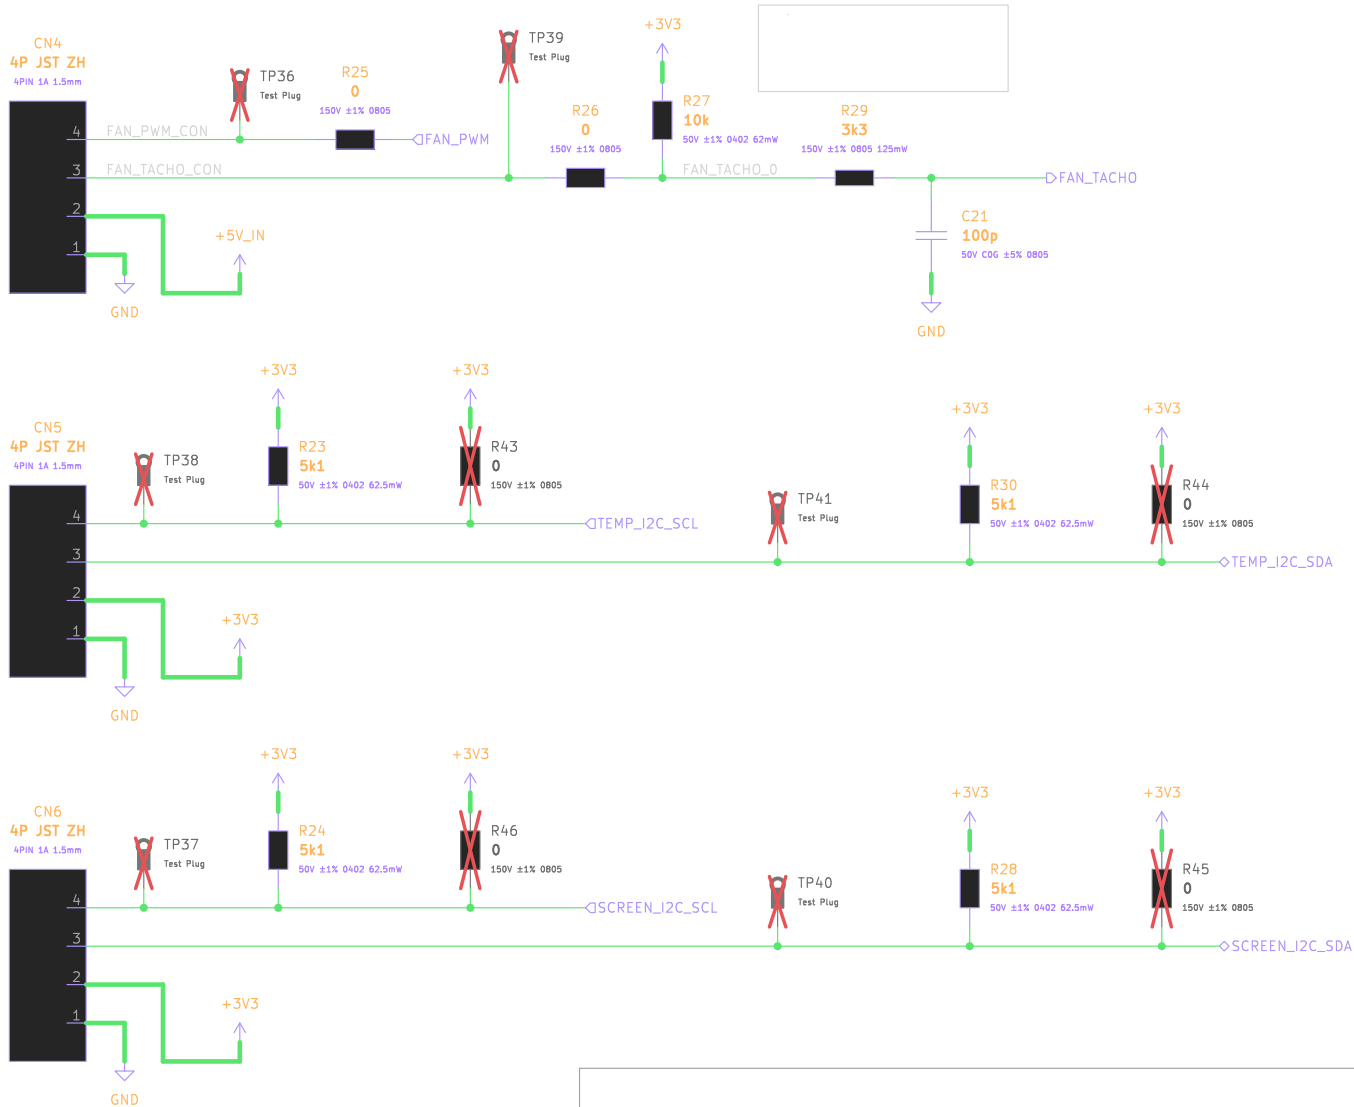 CN4
4P JST ZH
4PIN 1A 1.5mm
4
3
2
1
FAN_PWM_CON
FAN_TACHO_CON
TP36
Test Plug
R25
0
150V ±1% 0805
FAN_PWM
TP39
Test Plug
R26
0
150V ±1% 0805
+3V3
R27
10k
50V ±1% 0402 62mW
FAN_TACHO_0
R29
3k3
150V ±1% 0805 125mW
FAN_TACHO
C21
100p
50V C0G ±5% 0805
GND
+5V_IN
GND
CN5
4P JST ZH
4PIN 1A 1.5mm
4
3
2
1
TP38
Test Plug
+3V3
R23
5k1
50V ±1% 0402 62.5mW
+3V3
R43
0
150V ±1% 0805
TEMP_I2C_SCL
TP41
Test Plug
+3V3
R30
5k1
50V ±1% 0402 62.5mW
+3V3
R44
0
150V ±1% 0805
TEMP_I2C_SDA
+3V3
GND
CN6
4P JST ZH
4PIN 1A 1.5mm
4
3
2
1
TP37
Test Plug
+3V3
R24
5k1
50V ±1% 0402 62.5mW
+3V3
R46
0
150V ±1% 0805
SCREEN_I2C_SCL
TP40
Test Plug
+3V3
R28
5k1
50V ±1% 0402 62.5mW
+3V3
R45
0
150V ±1% 0805
SCREEN_I2C_SDA
+3V3
GND